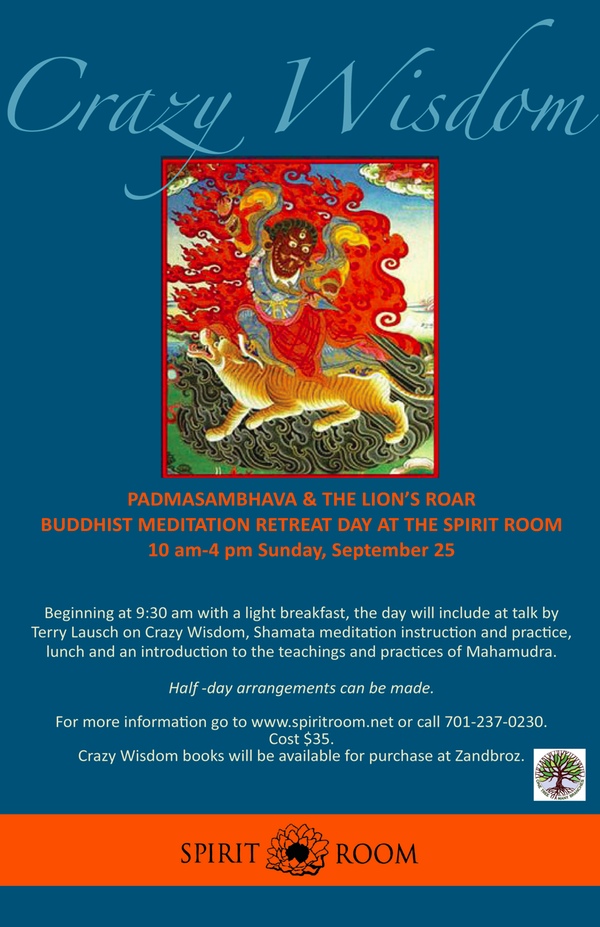 Crazy Wisdom
PADMASAMBHAVA & THE LION'S ROAR
BUDDHIST MEDITATION RETREAT DAY AT THE SPIRIT ROOM
10 am-4 pm Sunday, September 25
Beginning at 9:30 am with a light breakfast, the day will include at talk by
Terry Lausch on Crazy Wisdom, Shamata meditation instruction and practice,
lunch and an introduction to the teachings and practices of Mahamudra.
Half -day arrangements can be made.
For more information go to www.spiritroom.net or call 701-237-0230.
Cost $35.
Crazy Wisdom books will be available for purchase at Zandbroz.
SPIRIT ROOM